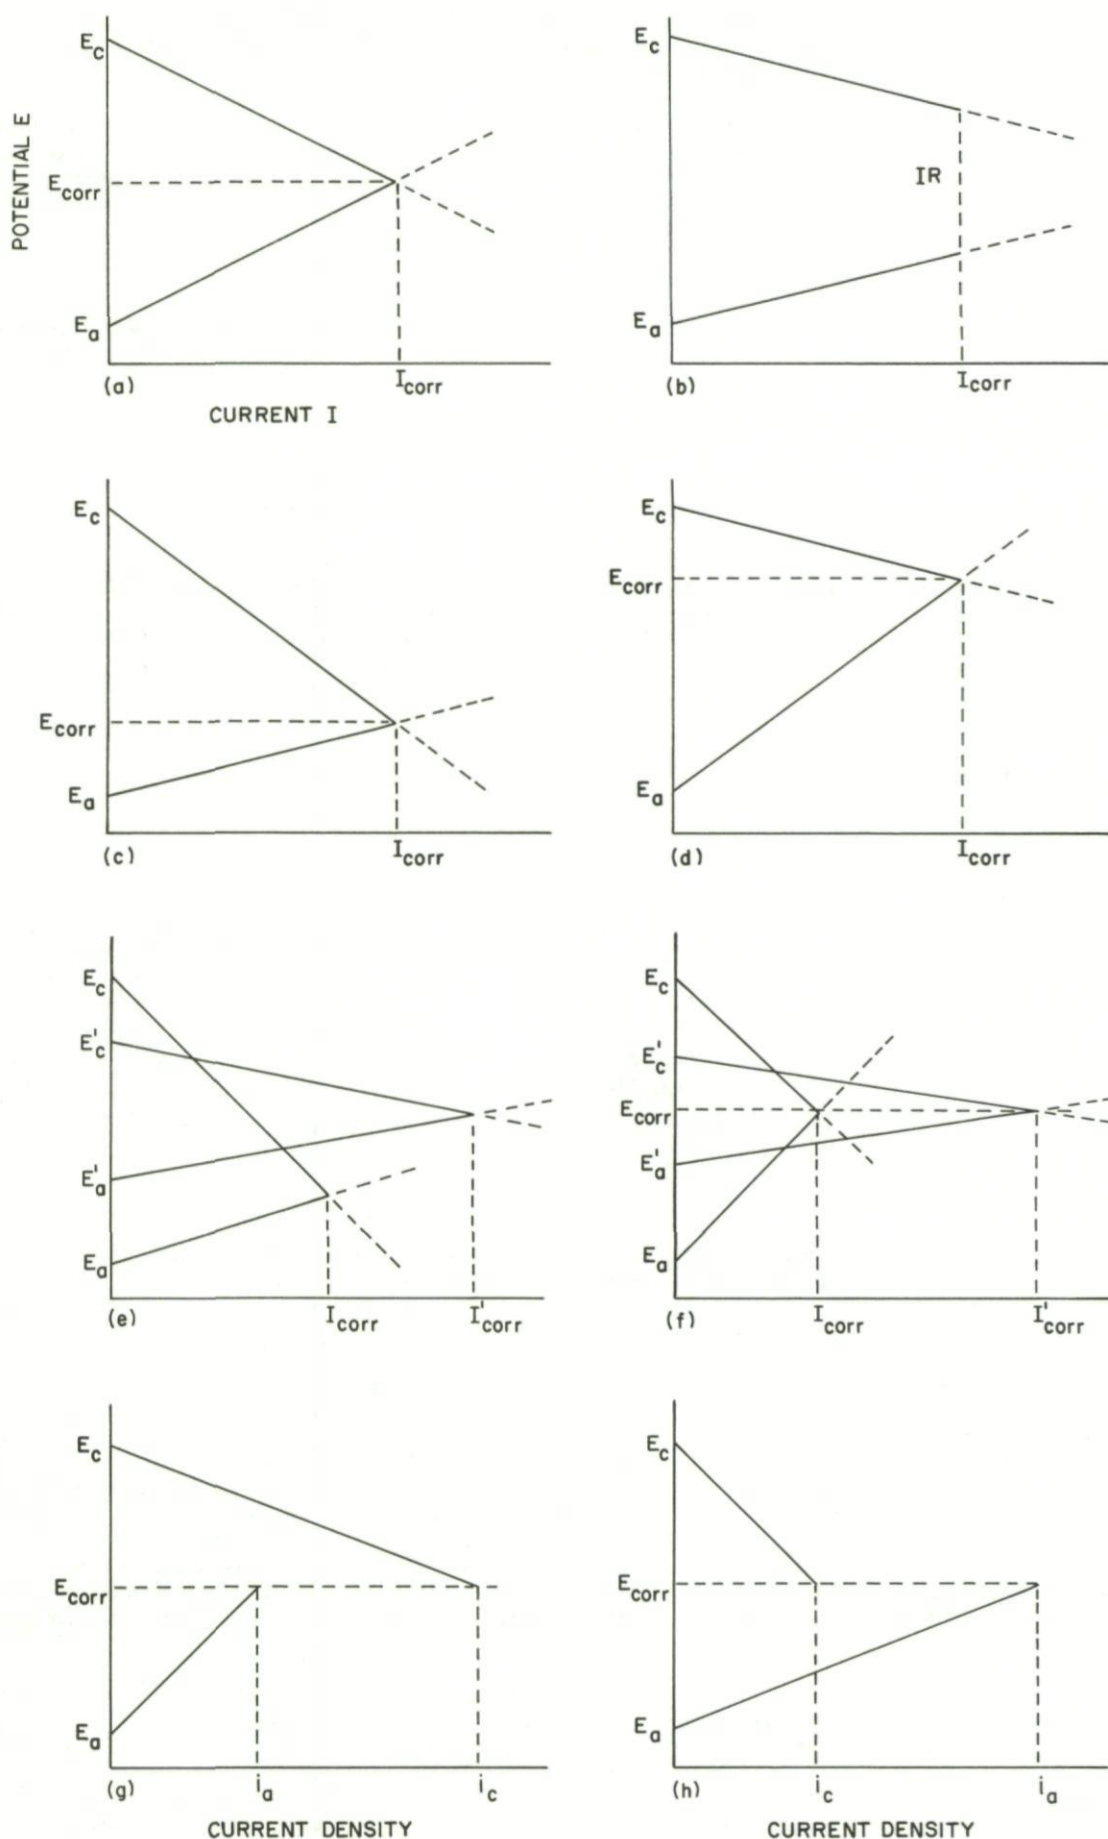 POTENTIAL E
E_c
E_corr
E_a
(a)
I_corr
CURRENT I
E_c
IR
E_a
(b)
I_corr
E_c
E_corr
E_a
(c)
I_corr
E_c
E_corr
E_a
(d)
I_corr
E_c
E'_c
E'_a
E_a
(e)
I_corr
I'_corr
E_c
E'_c
E_corr
E'_a
E_a
(f)
I_corr
I'_corr
E_c
E_corr
E_a
(g)
i_a
i_c
CURRENT DENSITY
E_c
E_corr
E_a
(h)
i_c
i_a
CURRENT DENSITY